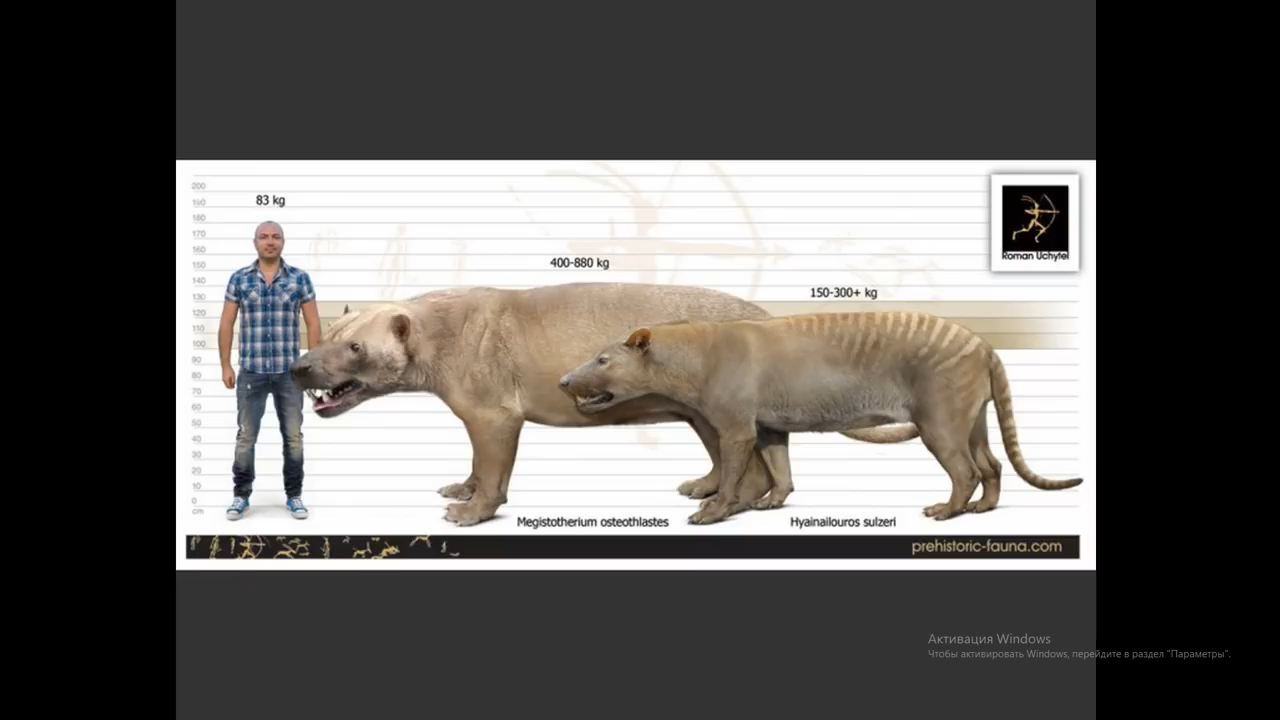 200
190
180
170
160
150
140
130
120
110
100
90
80
70
60
50
40
30
20
10
0
cm
83 kg
400-880 kg
150-300+ kg
Roman Uchytel
Megistotherium osteothlastes
Hyainailouros sulzeri
prehistoric-fauna.com
Активация Windows
Чтобы активировать Windows, перейдите в раздел "Параметры".